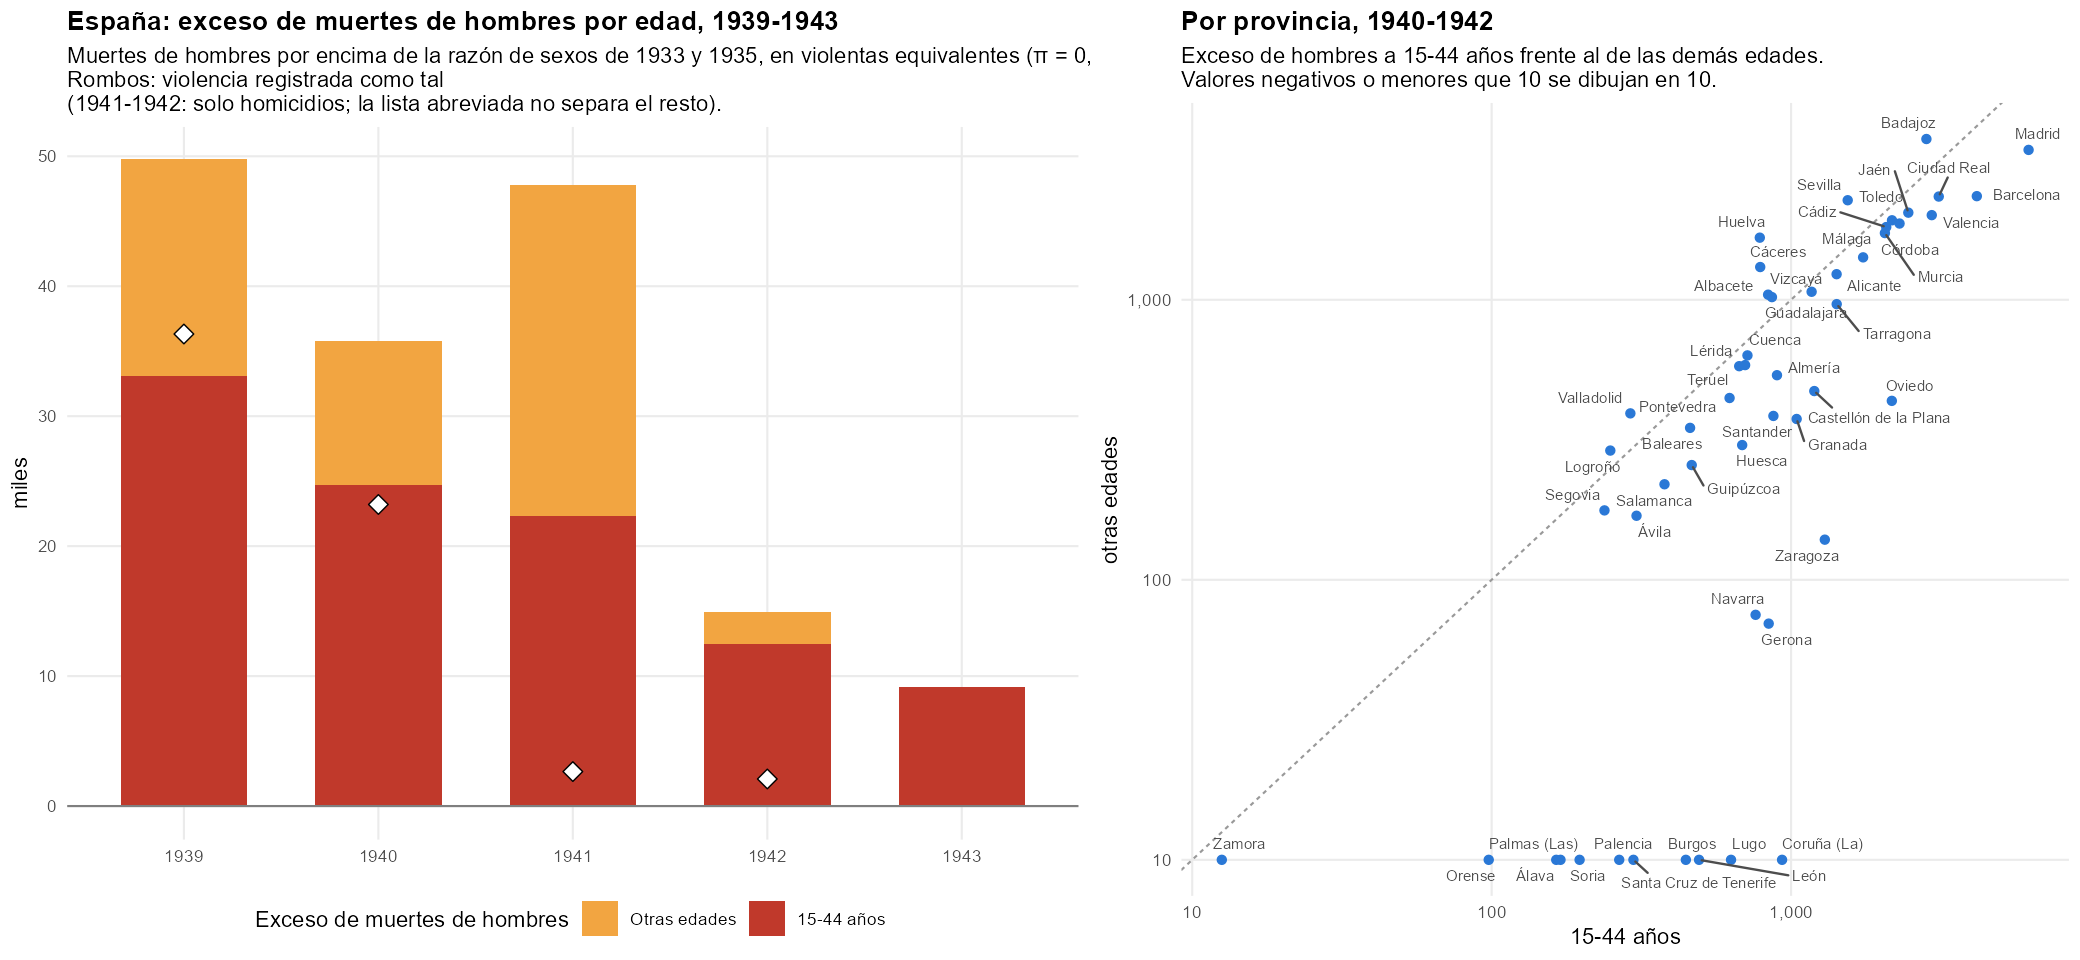 España: exceso de muertes de hombres por edad, 1939-1943
Muertes de hombres por encima de la razón de sexos de 1933 y 1935, en violentas equivalentes (π = 0,
Rombos: violencia registrada como tal
(1941-1942: solo homicidios; la lista abreviada no separa el resto).
miles
50
40
30
20
10
0
1939
1940
1941
1942
1943
Exceso de muertes de hombres
Otras edades
15-44 años
Por provincia, 1940-1942
Exceso de hombres a 15-44 años frente al de las demás edades.
Valores negativos o menores que 10 se dibujan en 10.
otras edades
1,000
100
10
Badajoz
Madrid
Jaén
Ciudad Real
Sevilla
Toledo
Barcelona
Cádiz
Huelva
Valencia
Málaga
Córdoba
Cáceres
Murcia
Vizcaya
Albacete
Alicante
Guadalajara
Tarragona
Cuenca
Lérida
Almería
Teruel
Oviedo
Valladolid
Pontevedra
Castellón de la Plana
Santander
Baleares
Granada
Huesca
Logroño
Guipúzcoa
Segovia
Salamanca
Ávila
Zaragoza
Navarra
Gerona
Zamora
Palmas (Las)
Palencia
Burgos
Lugo
Coruña (La)
Orense
Álava
Soria
Santa Cruz de Tenerife
León
10
100
1,000
15-44 años